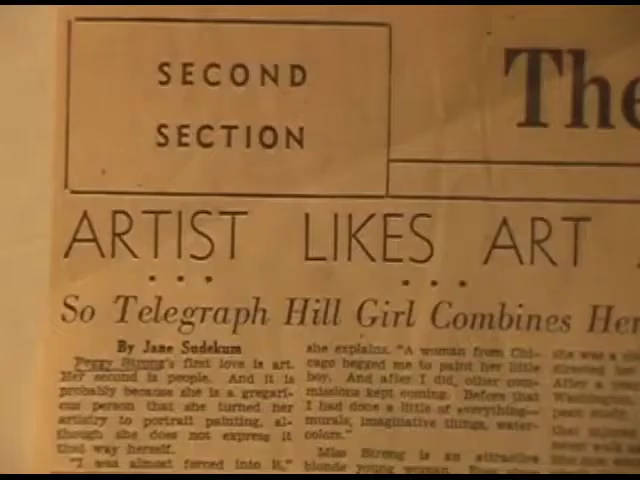 SECOND
SECTION
The
ARTIST LIKES ART
So Telegraph Hill Girl Combines Her
By Jane Sudekum
Peggy Strong's first love is art.
Her second is people. And it is
probably because she is a gregari-
ous person that she turned her
artistry to portrait painting, al-
though she does not express it
that way herself.
"I was almost forced into it,"
she explains. "A woman from Chi-
cago begged me to paint her little
boy. And after I did, other com-
missions kept coming. Before that
I had done a little of everything—
murals, imaginative things, water-
colors."
Miss Strong is an attractive
blonde young woman.
she was a
After a
Washington,